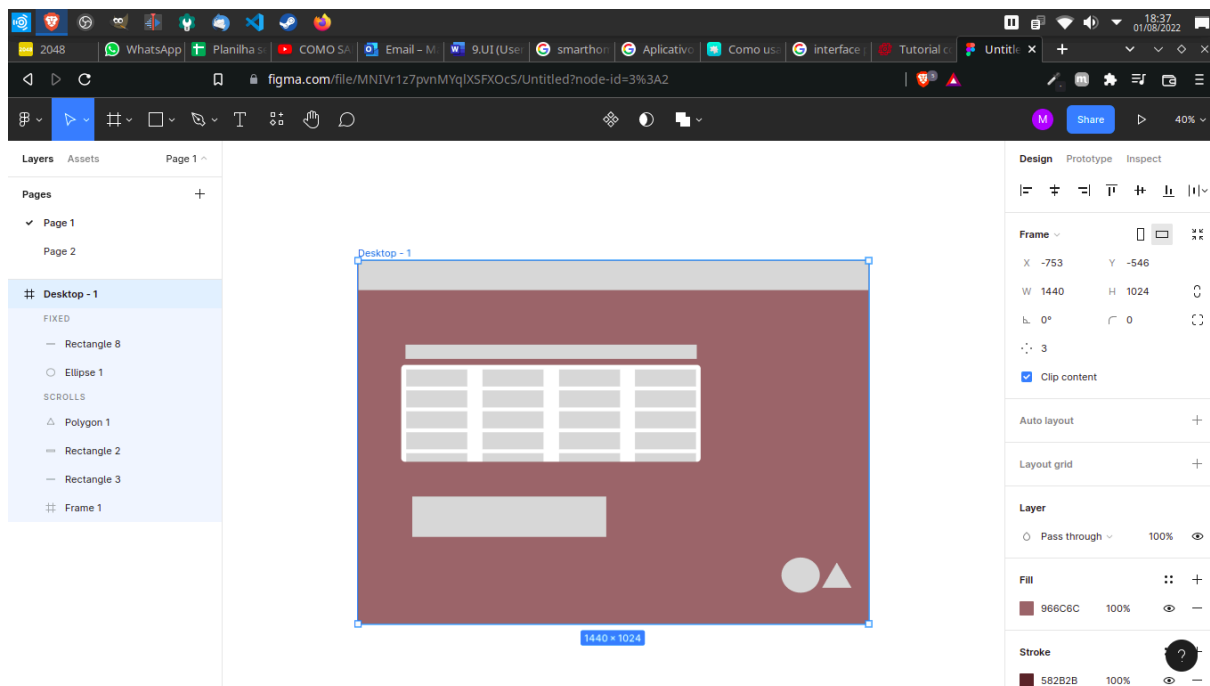 18:37
01/08/2022
2048
WhatsApp
Planilha s
COMO SA
Email – M
9.UI (User
smarthon
Aplicativo
Como usa
interface
Tutorial c
Untitle
figma.com/file/MNIVr1z7pvnMYqlXSFXOcS/Untitled?node-id=3%3A2
1
M
Share
40%
Layers Assets Page 1
Pages
Page 1
Page 2
Desktop - 1
FIXED
Rectangle 8
Ellipse 1
SCROLLS
Polygon 1
Rectangle 2
Rectangle 3
Frame 1
Desktop - 1
1440 × 1024
Design Prototype Inspect
Frame
X -753 Y -546
W 1440 H 1024
0° 0
3
Clip content
Auto layout
Layout grid
Layer
Pass through 100%
Fill
966C6C 100%
Stroke
?
582B2B 100%